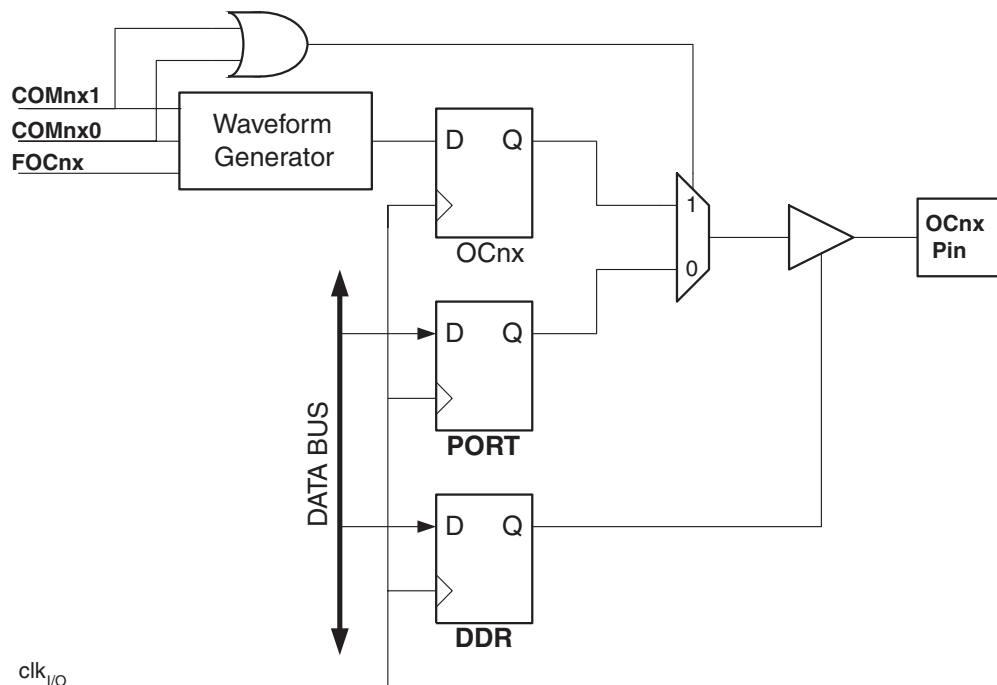 COMnx1
COMnx0
FOCnx
Waveform
Generator
D Q
OCnx
1
0
OCnx
Pin
D Q
PORT
DATA BUS
D Q
DDR
clkI/O